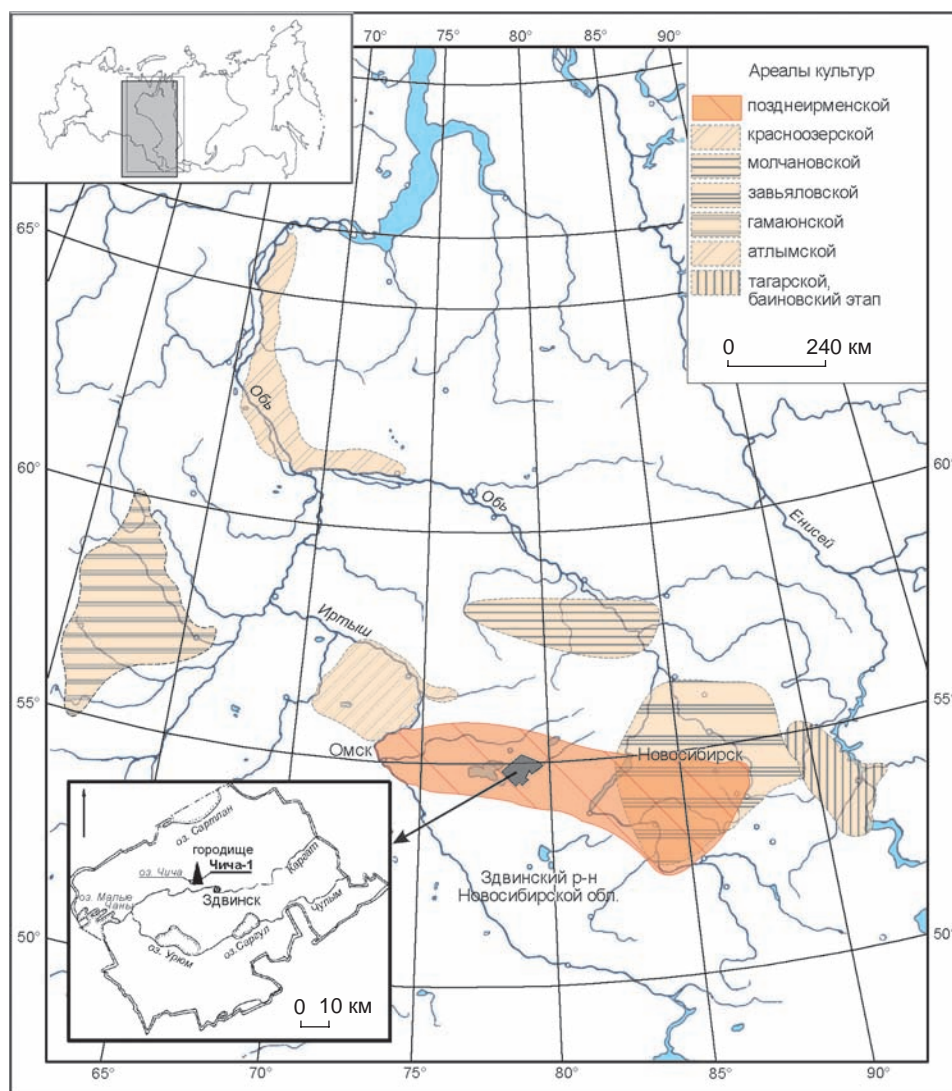 70° 75° 80° 85° 90°
Ареалы культур
позднеирменской
красноозерской
молчановской
завьяловской
гамаюнской
атлымской
тагарской,
баиновский этап
0 240 км
65°
65°
Обь
60°
60°
Обь
Енисей
Иртыш
55°
55°
Омск
Новосибирск
Здвинский р-н
Новосибирской обл.
оз. Сартлан
городище
Чича-1
оз. Чича
Каргат
Здвинск
оз. Малые
Чаны
Чулым
оз. Саргул
оз. Урюм
0 10 км
50°
50°
65° 70° 75° 80° 85° 90°